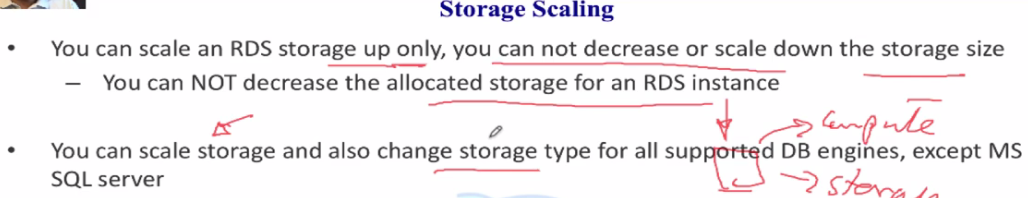 Storage Scaling
• You can scale an RDS storage up only, you can not decrease or scale down the storage size
– You can NOT decrease the allocated storage for an RDS instance
Compute
• You can scale storage and also change storage type for all supported DB engines, except MS
SQL server